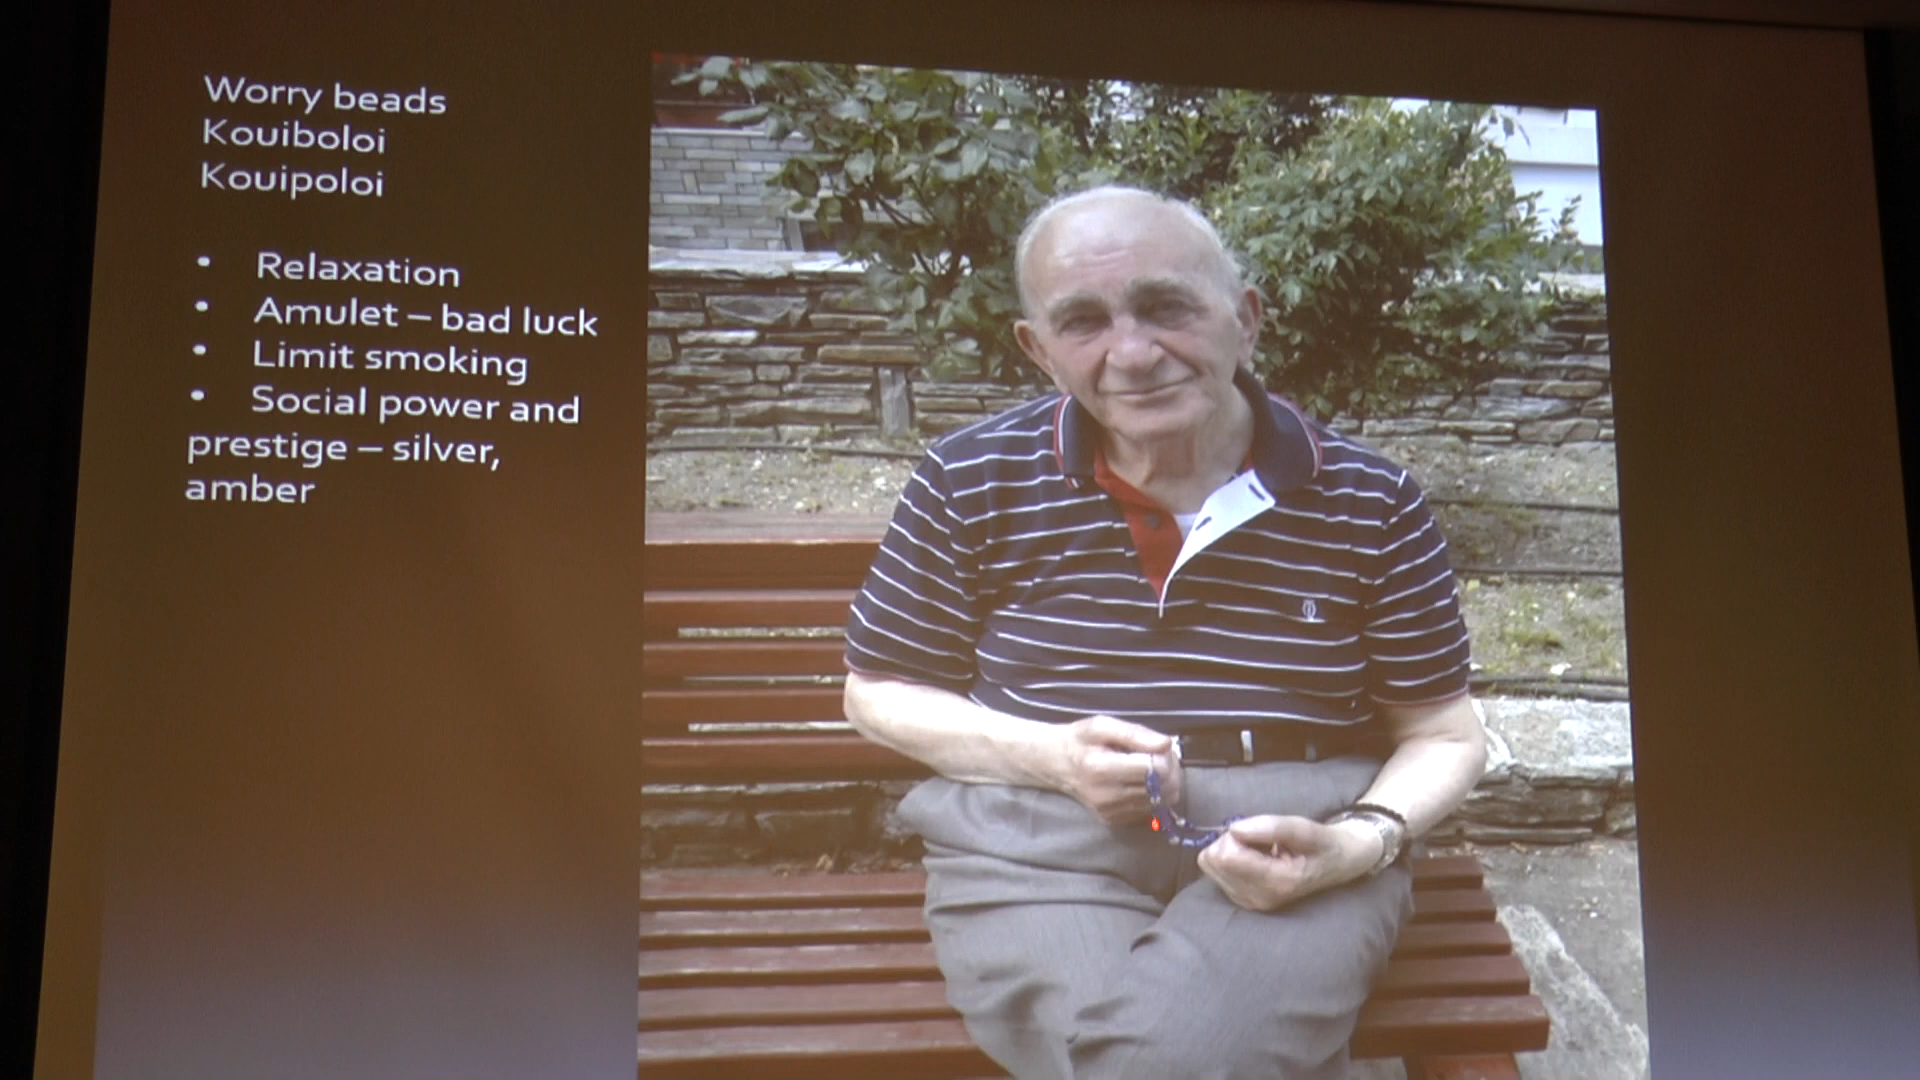 Worry beads
Kouiboloi
Kouipoloi
• Relaxation
• Amulet – bad luck
• Limit smoking
• Social power and
prestige – silver,
amber